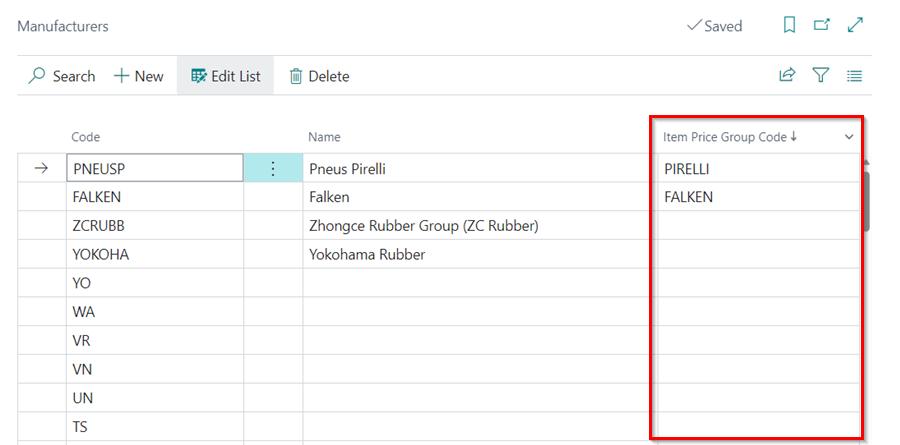 Manufacturers Saved
Search New Edit List Delete
Code Name Item Price Group Code
PNEUSP Pneus Pirelli PIRELLI
FALKEN Falken FALKEN
ZCRUBB Zhongce Rubber Group (ZC Rubber)
YOKOHA Yokohama Rubber
YO
WA
VR
VN
UN
TS